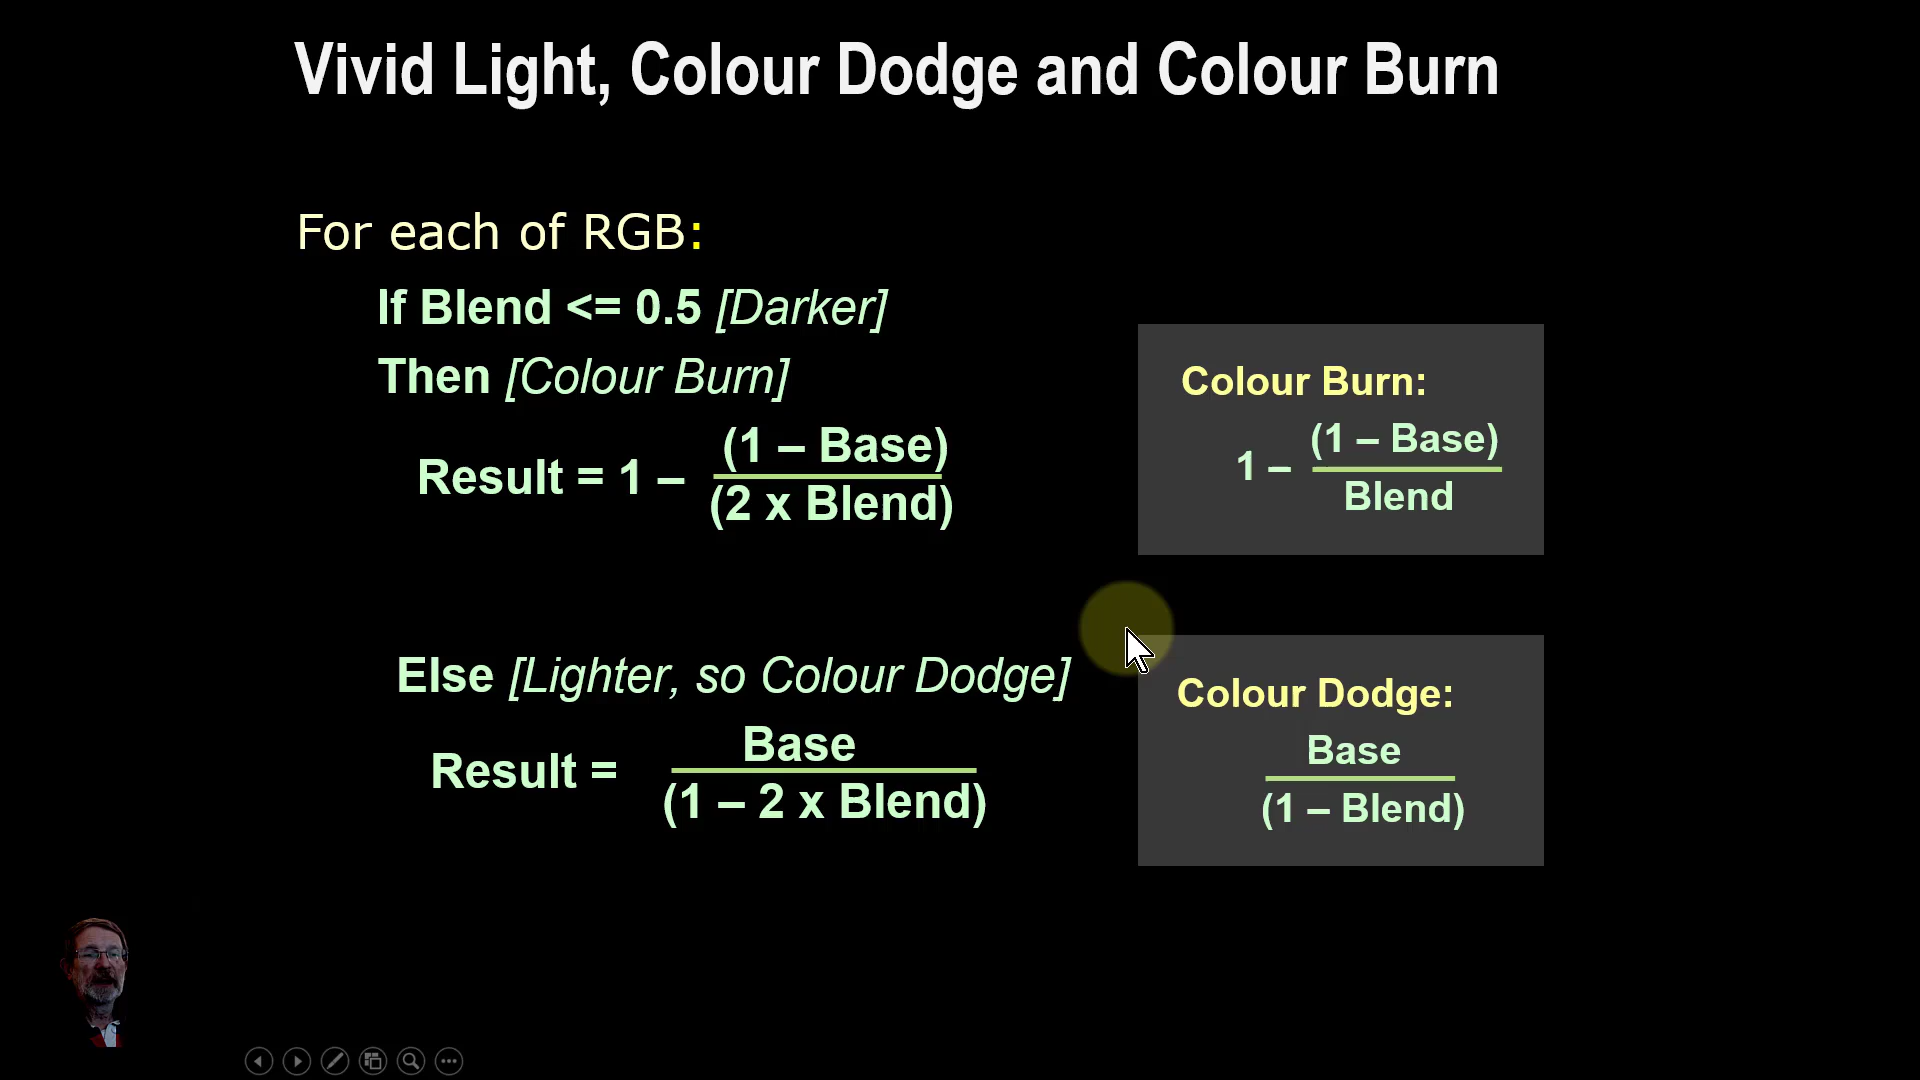 Vivid Light, Colour Dodge and Colour Burn
For each of RGB:
If Blend <= 0.5 [Darker]
Then [Colour Burn]
Result = 1 – (1 – Base)
(2 x Blend)
Else [Lighter, so Colour Dodge]
Result = Base
(1 – 2 x Blend)
Colour Burn:
1 – (1 – Base)
Blend
Colour Dodge:
Base
(1 – Blend)